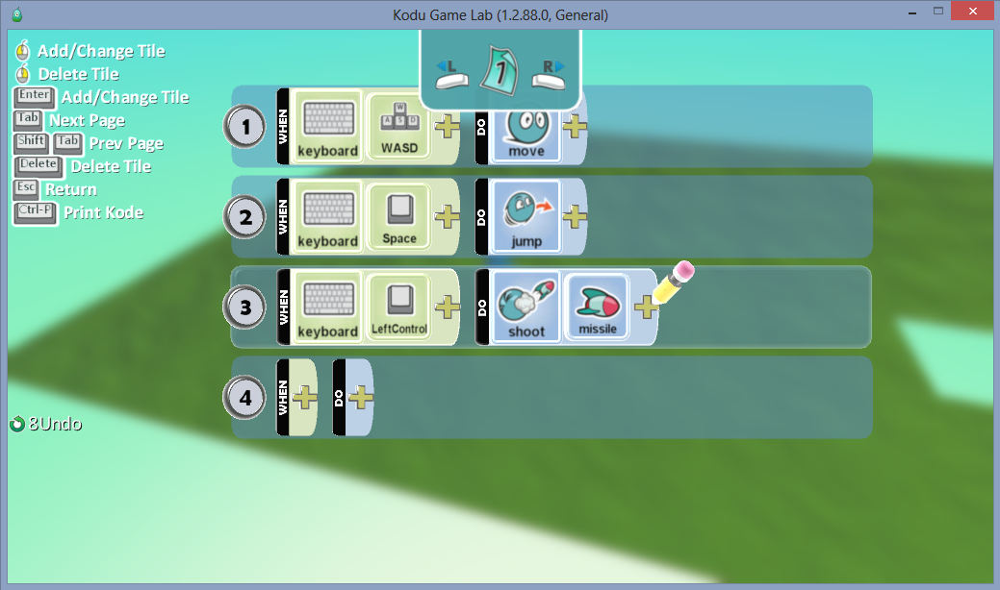 Kodu Game Lab (1.2.88.0, General)
Add/Change Tile
Delete Tile
Enter Add/Change Tile
Tab Next Page
Shift Tab Prev Page
Delete Delete Tile
Esc Return
Ctrl-P Print Kode
L 1 R
1 WHEN keyboard WASD DO move
W
A S D
2 WHEN keyboard Space DO jump
3 WHEN keyboard LeftControl DO shoot missile
4 WHEN DO
8Undo